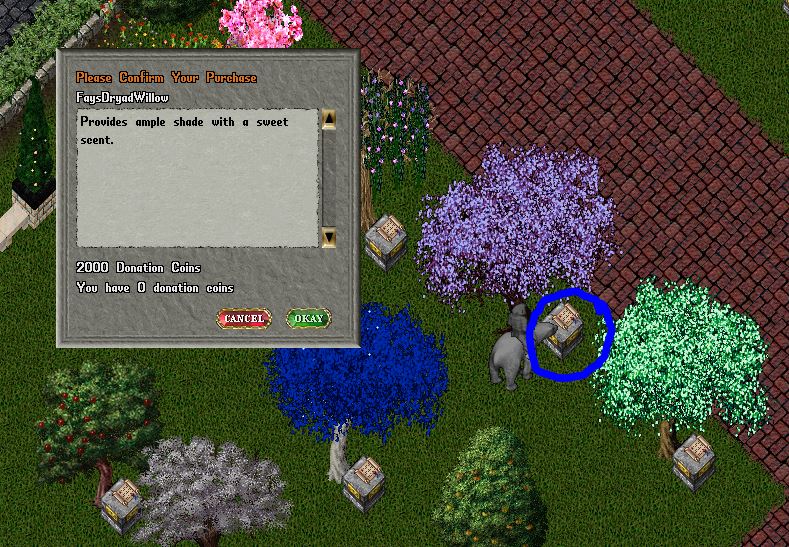 Please Confirm Your Purchase
FaysDryadWillow
Provides ample shade with a sweet
scent.
2000 Donation Coins
You have 0 donation coins
CANCEL
OKAY